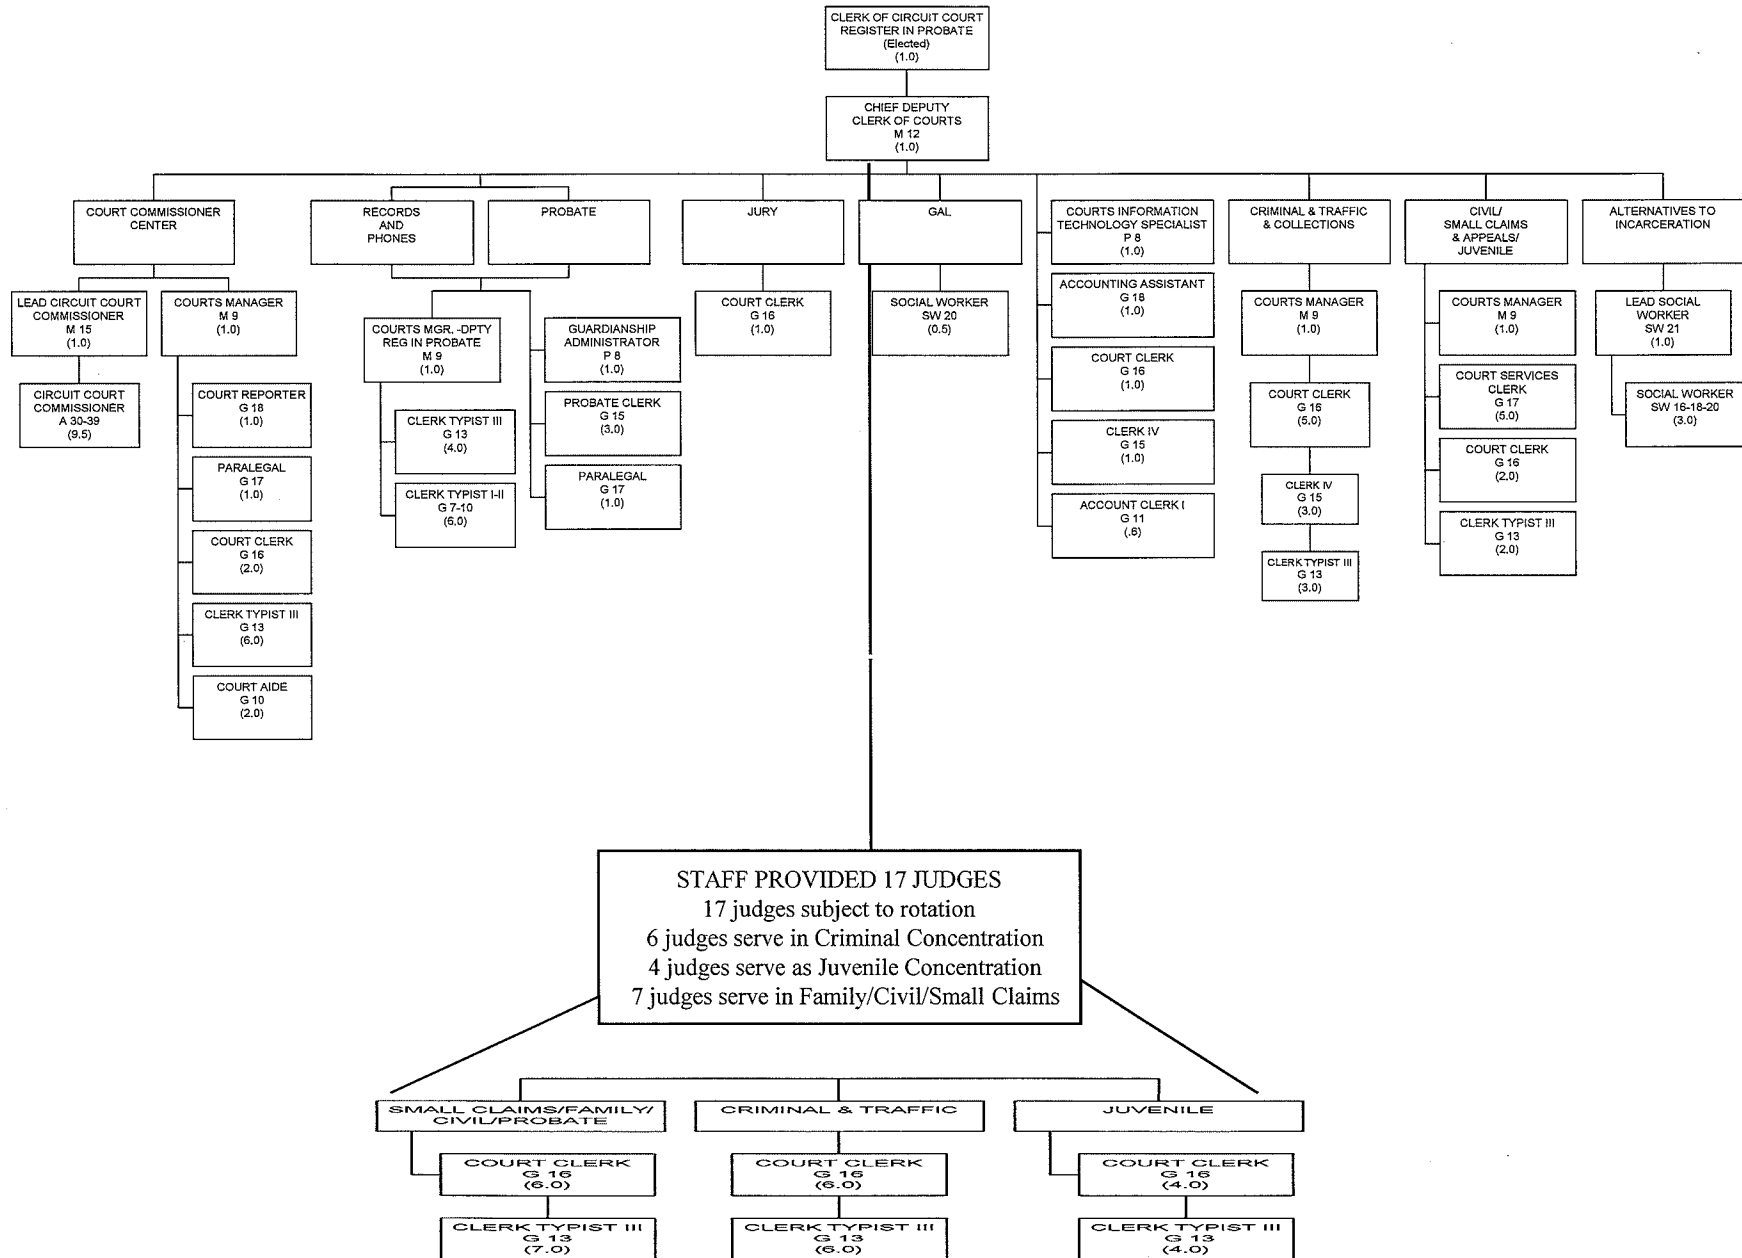 CLERK OF CIRCUIT COURT
REGISTER IN PROBATE
(Elected)
(1.0)
CHIEF DEPUTY
CLERK OF COURTS
M 12
(1.0)
COURT COMMISSIONER
CENTER
RECORDS
AND
PHONES
PROBATE
JURY
GAL
COURTS INFORMATION
TECHNOLOGY SPECIALIST
P 8
(1.0)
CRIMINAL & TRAFFIC
& COLLECTIONS
CIVIL/
SMALL CLAIMS
& APPEALS/
JUVENILE
ALTERNATIVES TO
INCARCERATION
LEAD CIRCUIT COURT
COMMISSIONER
M 15
(1.0)
CIRCUIT COURT
COMMISSIONER
A 30-39
(9.5)
COURTS MANAGER
M 9
(1.0)
COURT REPORTER
G 18
(1.0)
PARALEGAL
G 17
(1.0)
COURT CLERK
G 16
(2.0)
CLERK TYPIST III
G 13
(6.0)
COURT AIDE
G 10
(2.0)
COURTS MGR. -DPTY
REG IN PROBATE
M 9
(1.0)
CLERK TYPIST III
G 13
(4.0)
CLERK TYPIST I-II
G 7-10
(6.0)
GUARDIANSHIP
ADMINISTRATOR
P 8
(1.0)
PROBATE CLERK
G 15
(3.0)
PARALEGAL
G 17
(1.0)
COURT CLERK
G 16
(1.0)
SOCIAL WORKER
SW 20
(0.5)
ACCOUNTING ASSISTANT
G 18
(1.0)
COURT CLERK
G 16
(1.0)
CLERK IV
G 15
(1.0)
ACCOUNT CLERK I
G 11
(.6)
COURTS MANAGER
M 9
(1.0)
COURT CLERK
G 16
(5.0)
CLERK IV
G 15
(3.0)
CLERK TYPIST III
G 13
(3.0)
COURTS MANAGER
M 9
(1.0)
COURT SERVICES
CLERK
G 17
(5.0)
COURT CLERK
G 16
(2.0)
CLERK TYPIST III
G 13
(2.0)
LEAD SOCIAL
WORKER
SW 21
(1.0)
SOCIAL WORKER
SW 16-18-20
(3.0)
STAFF PROVIDED 17 JUDGES
17 judges subject to rotation
6 judges serve in Criminal Concentration
4 judges serve as Juvenile Concentration
7 judges serve in Family/Civil/Small Claims
SMALL CLAIMS/FAMILY/
CIVIL/PROBATE
COURT CLERK
G 16
(6.0)
CLERK TYPIST III
G 13
(7.0)
CRIMINAL & TRAFFIC
COURT CLERK
G 16
(6.0)
CLERK TYPIST III
G 13
(6.0)
JUVENILE
COURT CLERK
G 16
(4.0)
CLERK TYPIST III
G 13
(4.0)